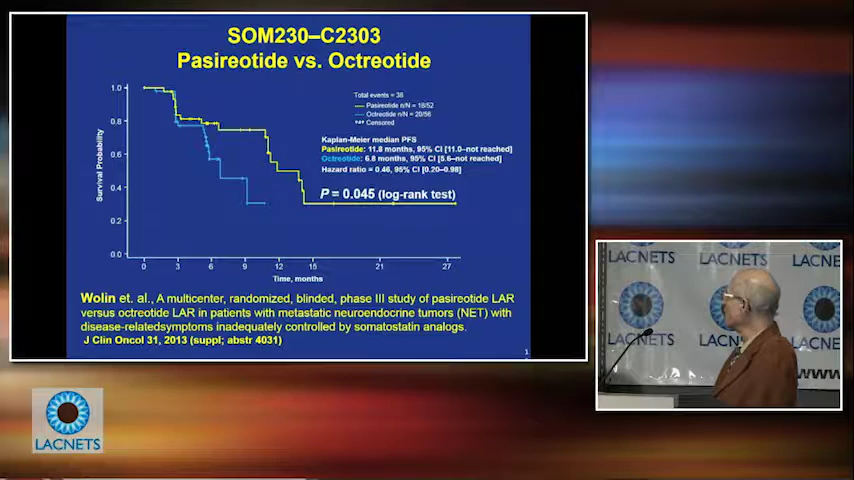 SOM230–C2303
Pasireotide vs. Octreotide
Total events = 38
Pasireotide n/N = 18/52
Octreotide n/N = 20/56
Censored
Kaplan-Meier median PFS
Pasireotide: 11.8 months, 95% CI [11.0–not reached]
Octreotide: 6.8 months, 95% CI [5.6–not reached]
Hazard ratio = 0.46, 95% CI [0.20–0.98]
P = 0.045 (log-rank test)
Survival Probability
1.0
0.8
0.6
0.4
0.2
0.0
0 3 6 9 12 15 21 27
Time, months
Wolin et. al., A multicenter, randomized, blinded, phase III study of pasireotide LAR
versus octreotide LAR in patients with metastatic neuroendocrine tumors (NET) with
disease-relatedsymptoms inadequately controlled by somatostatin analogs.
J Clin Oncol 31, 2013 (suppl; abstr 4031)
1
LACNETS
LACNETS
LACNETS
LACNETS
LACN
LACNETS
www
LACNETS